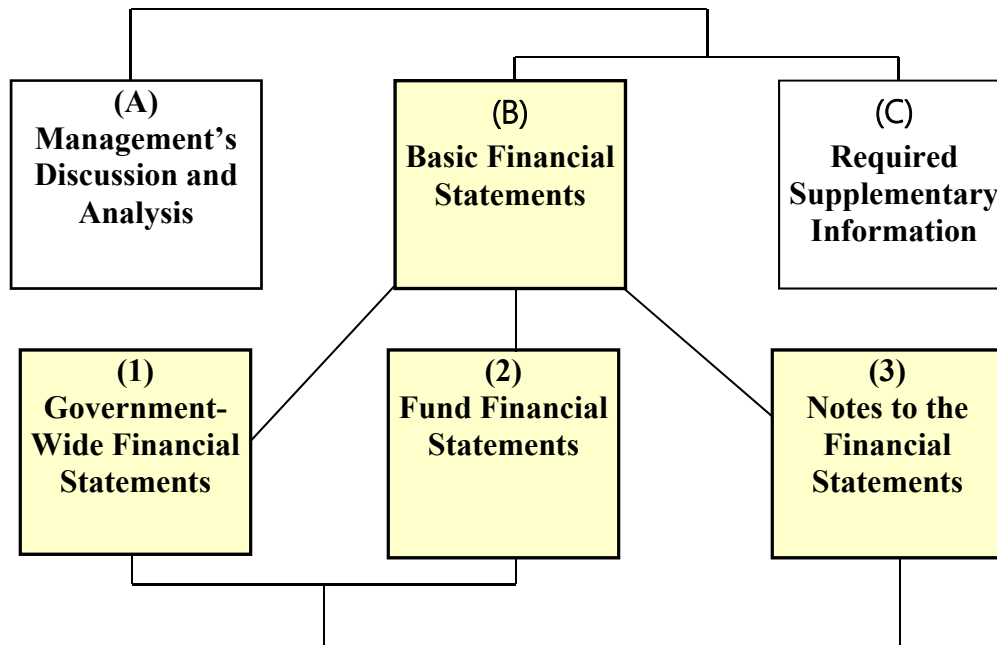 (A)
Management’s
Discussion and
Analysis
(B)
Basic Financial
Statements
(C)
Required
Supplementary
Information
(1)
Government-
Wide Financial
Statements
(2)
Fund Financial
Statements
(3)
Notes to the
Financial
Statements